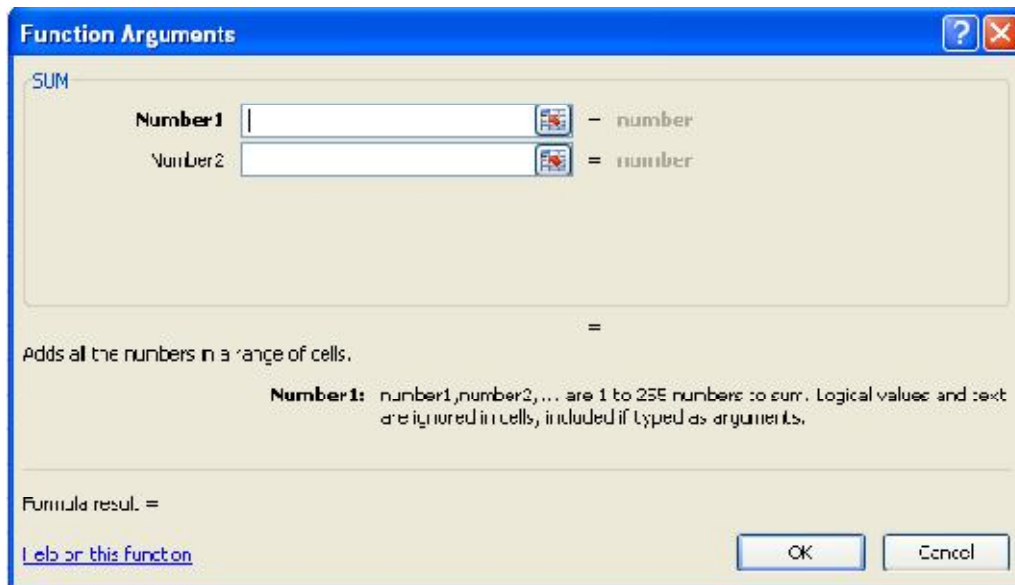 Function Arguments
SUM
Number1 = number
Number2 = number
=
Adds all the numbers in a range of cells.
Number1: number1,number2,... are 1 to 255 numbers to sum. Logical values and text
are ignored in cells, included if typed as arguments.
Formula result =
Help on this function
OK Cancel